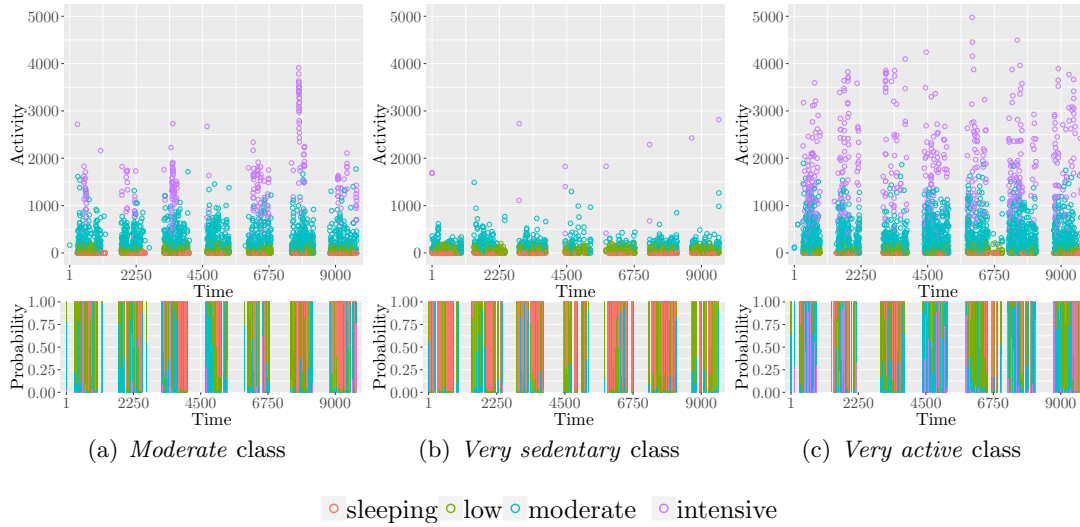 5000
4000
3000
2000
1000
0
Activity
1 2250 4500 6750 9000
Time
1.00
0.75
0.50
0.25
0.00
Probability
1 2250 4500 6750 9000
Time
(a) Moderate class
5000
4000
3000
2000
1000
0
Activity
1 2250 4500 6750 9000
Time
1.00
0.75
0.50
0.25
0.00
Probability
1 2250 4500 6750 9000
Time
(b) Very sedentary class
5000
4000
3000
2000
1000
0
Activity
1 2250 4500 6750 9000
Time
1.00
0.75
0.50
0.25
0.00
Probability
1 2250 4500 6750 9000
Time
(c) Very active class
sleeping low moderate intensive